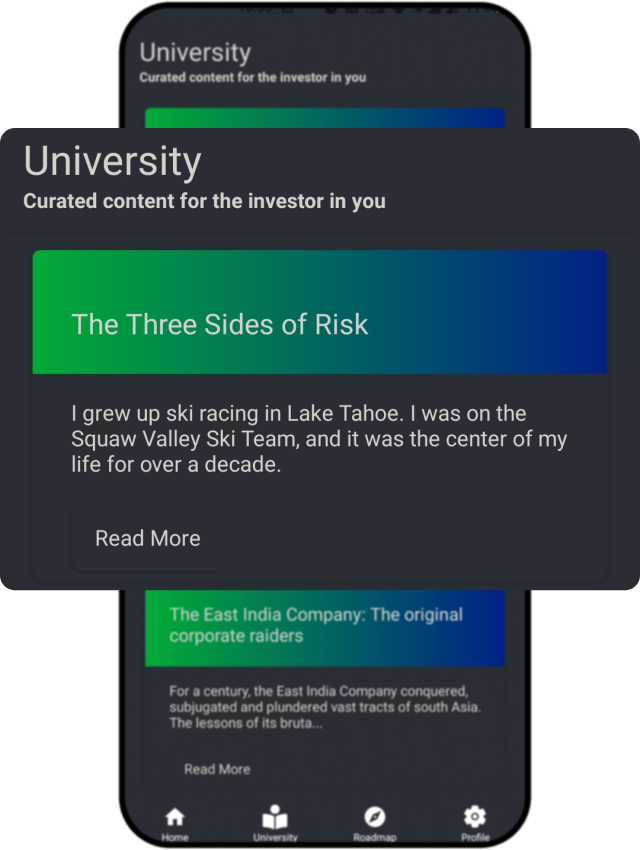 University
Curated content for the investor in you
University
Curated content for the investor in you
The Three Sides of Risk
I grew up ski racing in Lake Tahoe. I was on the
Squaw Valley Ski Team, and it was the center of my
life for over a decade.
Read More
The East India Company: The original
corporate raiders
For a century, the East India Company conquered,
subjugated and plundered vast tracts of south Asia.
The lessons of its bruta...
Read More
Home University Roadmap Profile